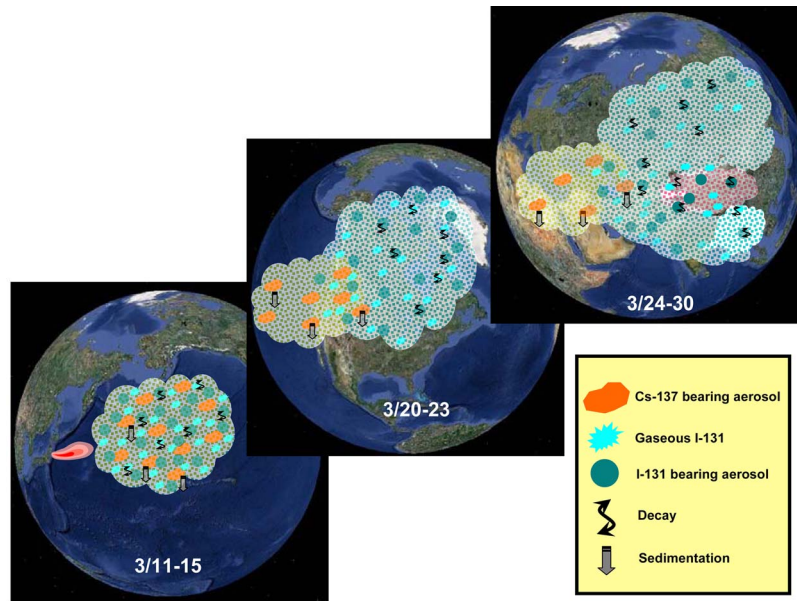 3/24-30
3/20-23
3/11-15
Cs-137 bearing aerosol
Gaseous I-131
I-131 bearing aerosol
Decay
Sedimentation